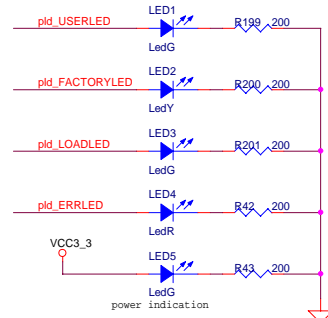 LED1
pld_USERLED
R199 200
LedG
LED2
pld_FACTORYLED
R200 200
LedY
LED3
pld_LOADLED
R201 200
LedG
LED4
pld_ERRLED
R42 200
LedR
VCC3_3
LED5
R43 200
LedG
power indication